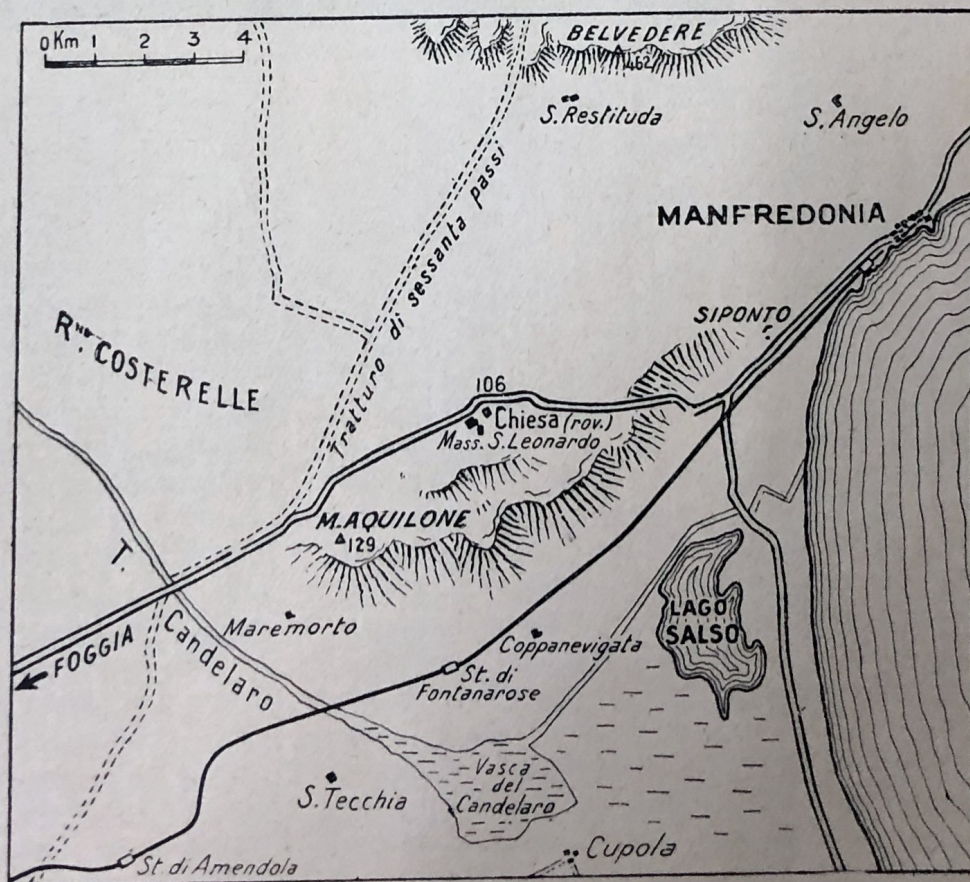 0 Km 1 2 3 4
BELVEDERE
462
S. Restituda
S. Angelo
MANFREDONIA
Tratturo di sessanta passi
SIPONTO
R.no COSTERELLE
106
Chiesa (rov.)
Mass. S. Leonardo
M. AQUILONE
129
T. Candelaro
FOGGIA
Maremorto
Coppanevigata
LAGO
SALSO
St. di
Fontanarose
Vasca
del
Candelaro
S. Tecchia
Cupola
St. di Amendola